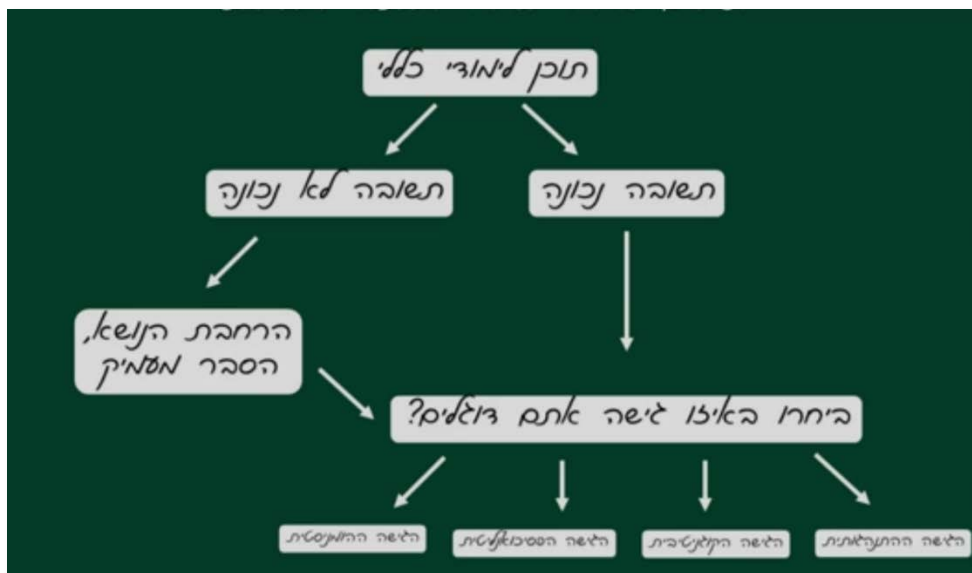 תוכן לימודי כללי
תשובה נכונה
תשובה לא נכונה
הרחבת הנושא,
הסבר מעמיק
ביחרו באיזו גישה אתם דוגלים?
הגישה ההתנהגותית
הגישה הקוגניטיבית
הגישה הפסיכואנליטית
הגישה ההומניסטית